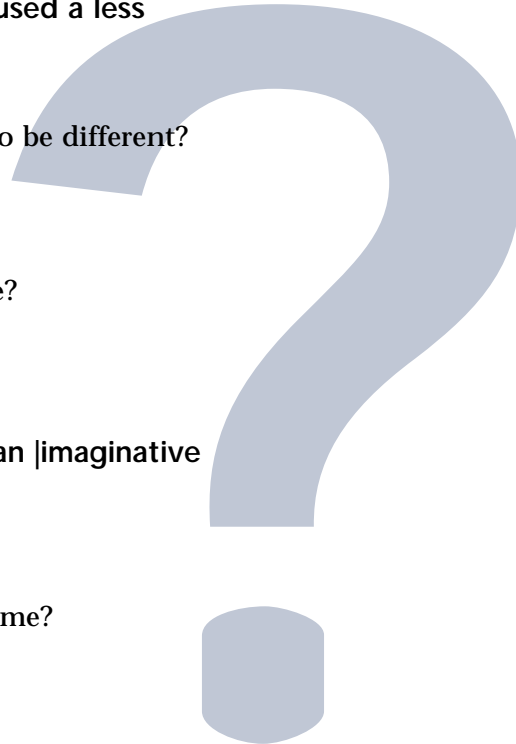 used a less
o be different?
e?
an |imaginative
me?
?